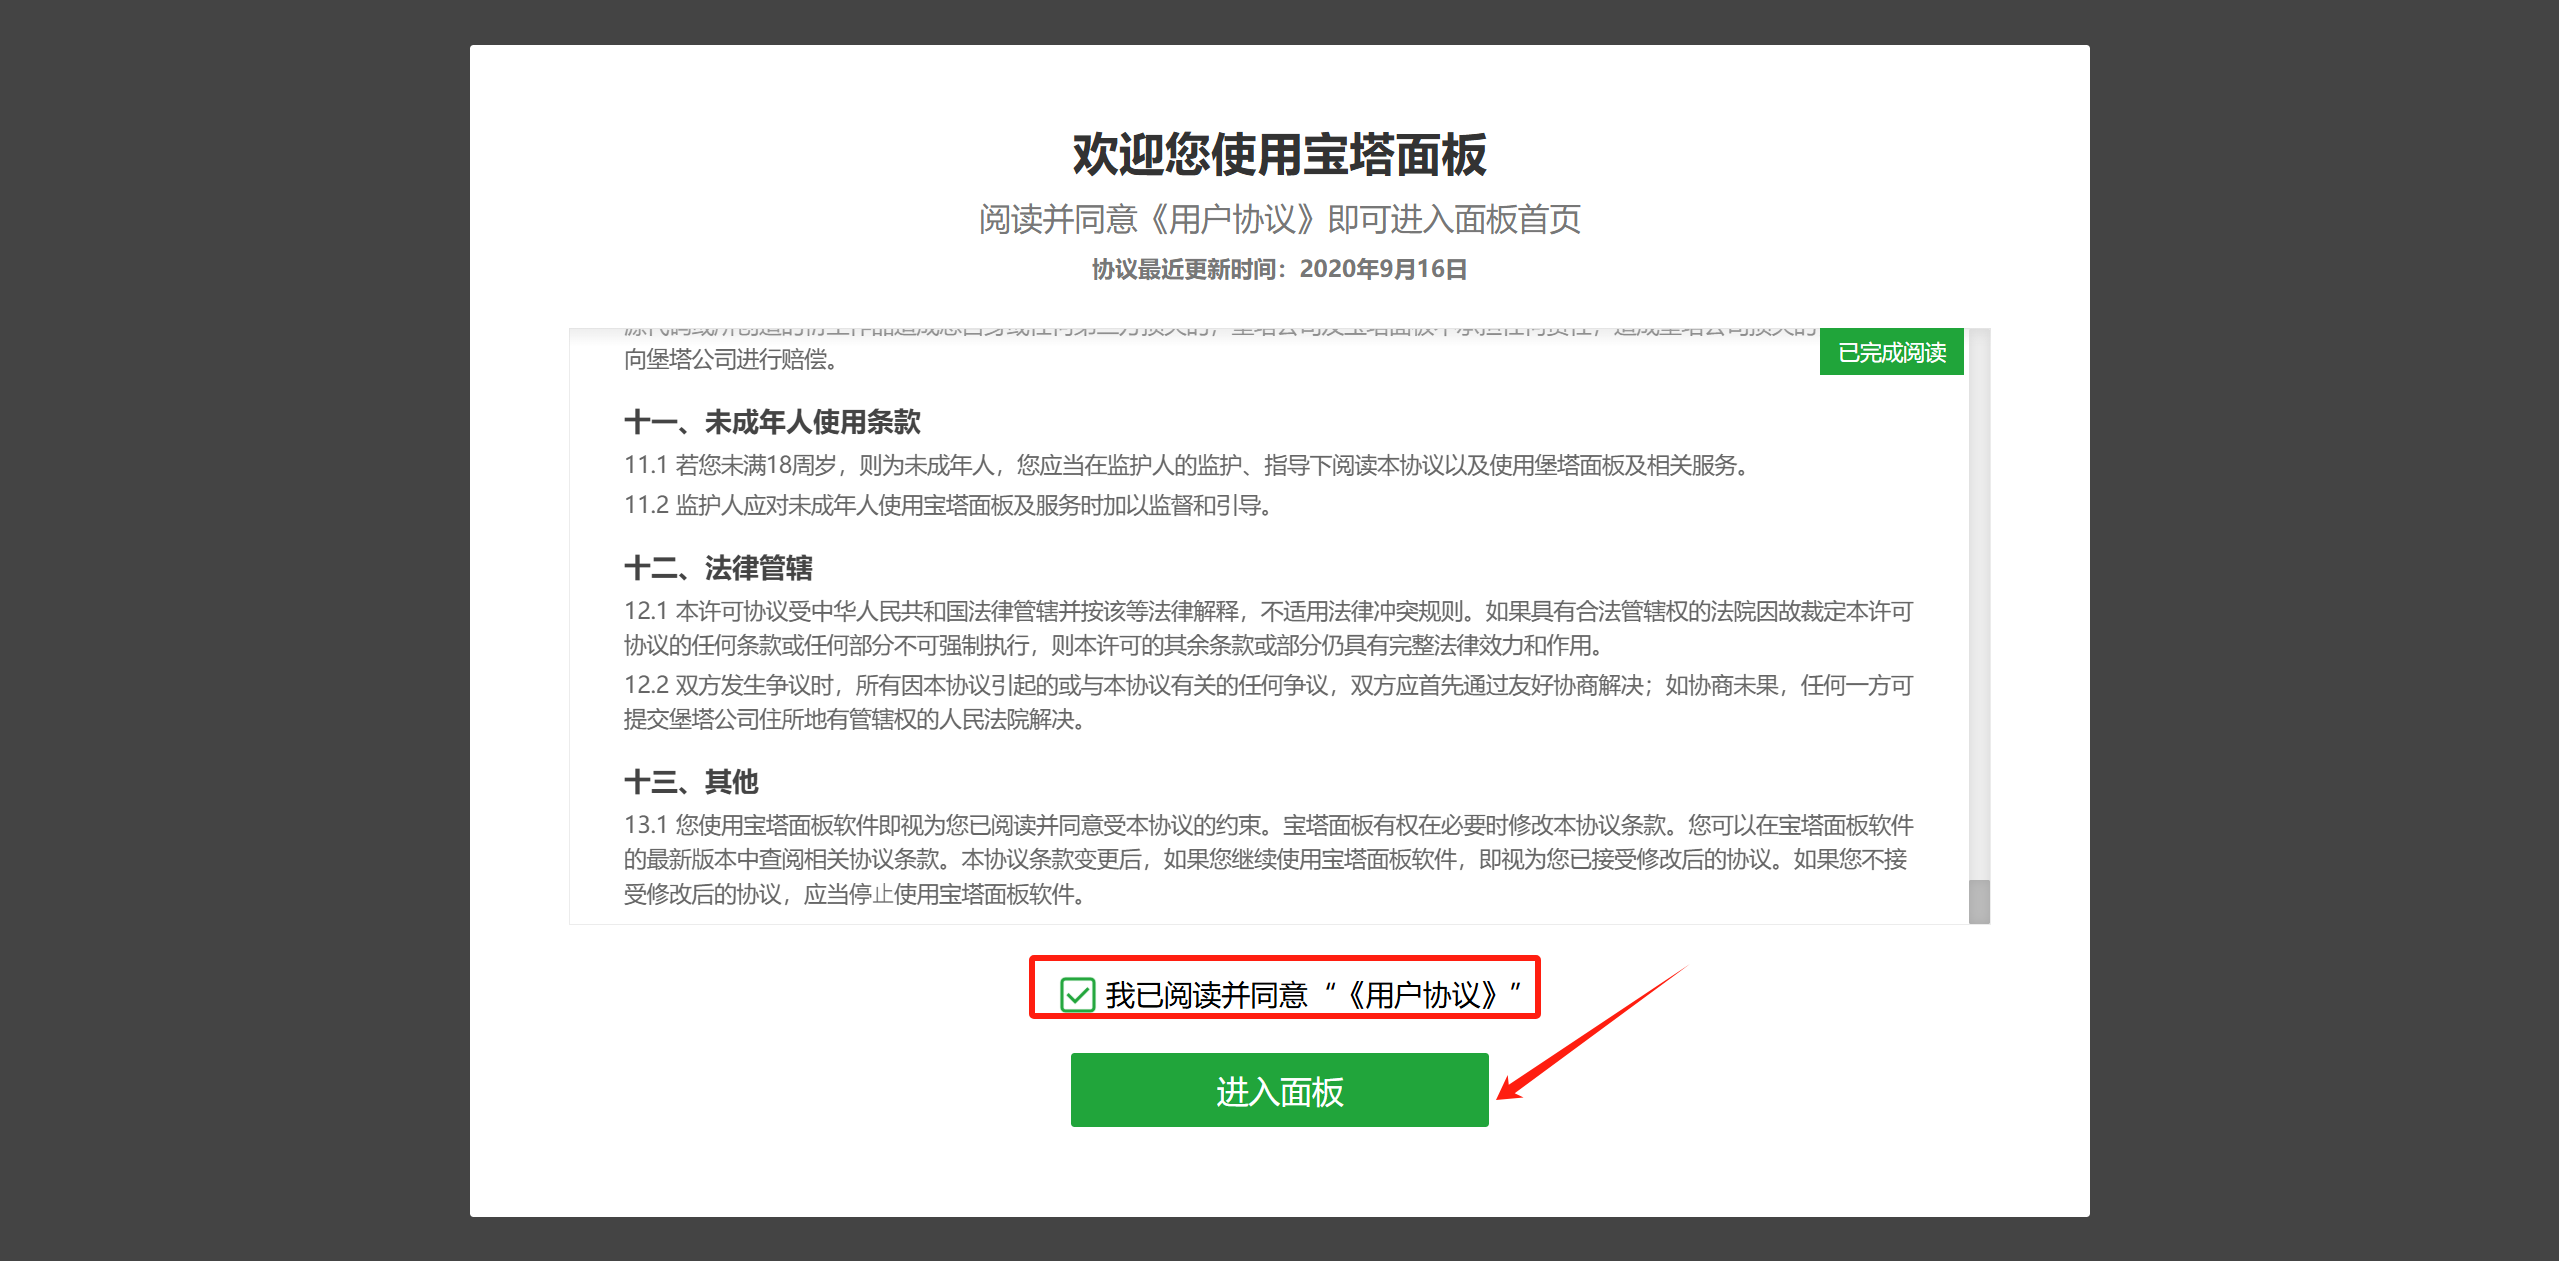 欢迎您使用宝塔面板
阅读并同意《用户协议》即可进入面板首页
协议最近更新时间：2020年9月16日
已完成阅读
向堡塔公司进行赔偿。
十一、未成年人使用条款
11.1 若您未满18周岁，则为未成年人，您应当在监护人的监护、指导下阅读本协议以及使用堡塔面板及相关服务。
11.2 监护人应对未成年人使用宝塔面板及服务时加以监督和引导。
十二、法律管辖
12.1 本许可协议受中华人民共和国法律管辖并按该等法律解释，不适用法律冲突规则。如果具有合法管辖权的法院因故裁定本许可
协议的任何条款或任何部分不可强制执行，则本许可的其余条款或部分仍具有完整法律效力和作用。
12.2 双方发生争议时，所有因本协议引起的或与本协议有关的任何争议，双方应首先通过友好协商解决；如协商未果，任何一方可
提交堡塔公司住所地有管辖权的人民法院解决。
十三、其他
13.1 您使用宝塔面板软件即视为您已阅读并同意受本协议的约束。宝塔面板有权在必要时修改本协议条款。您可以在宝塔面板软件
的最新版本中查阅相关协议条款。本协议条款变更后，如果您继续使用宝塔面板软件，即视为您已接受修改后的协议。如果您不接
受修改后的协议，应当停止使用宝塔面板软件。
我已阅读并同意“《用户协议》”
进入面板